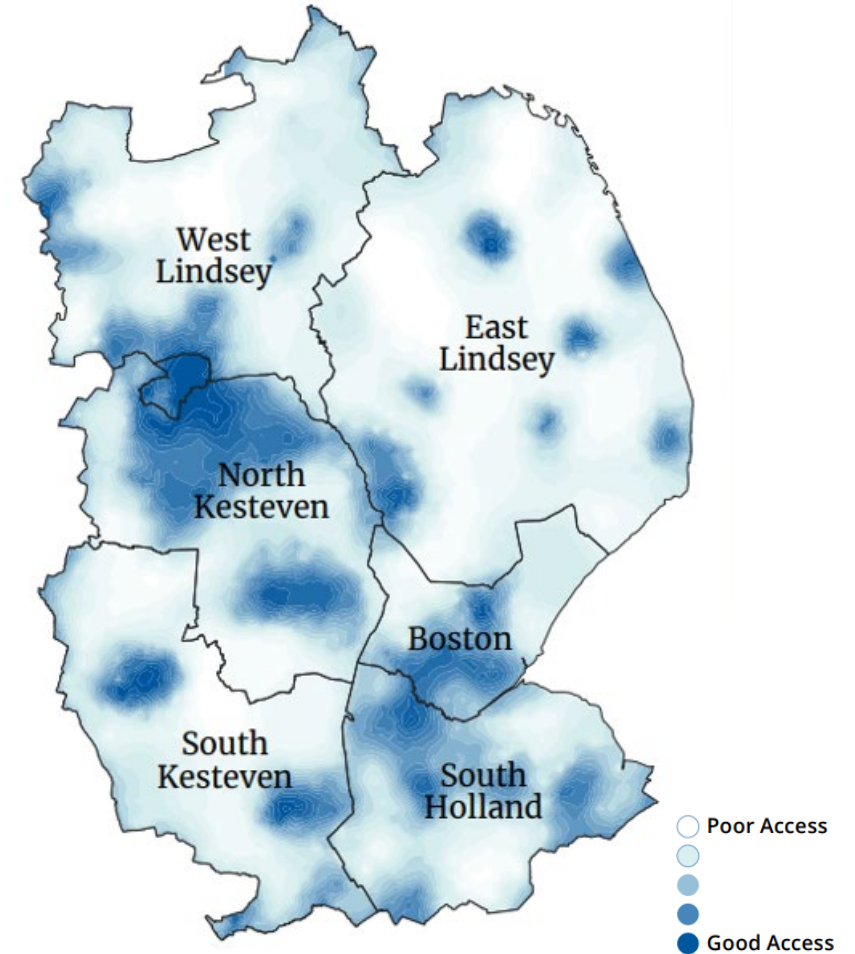 West
Lindsey
East
Lindsey
North
Kesteven
Boston
South
Kesteven
South
Holland
Poor Access
Good Access